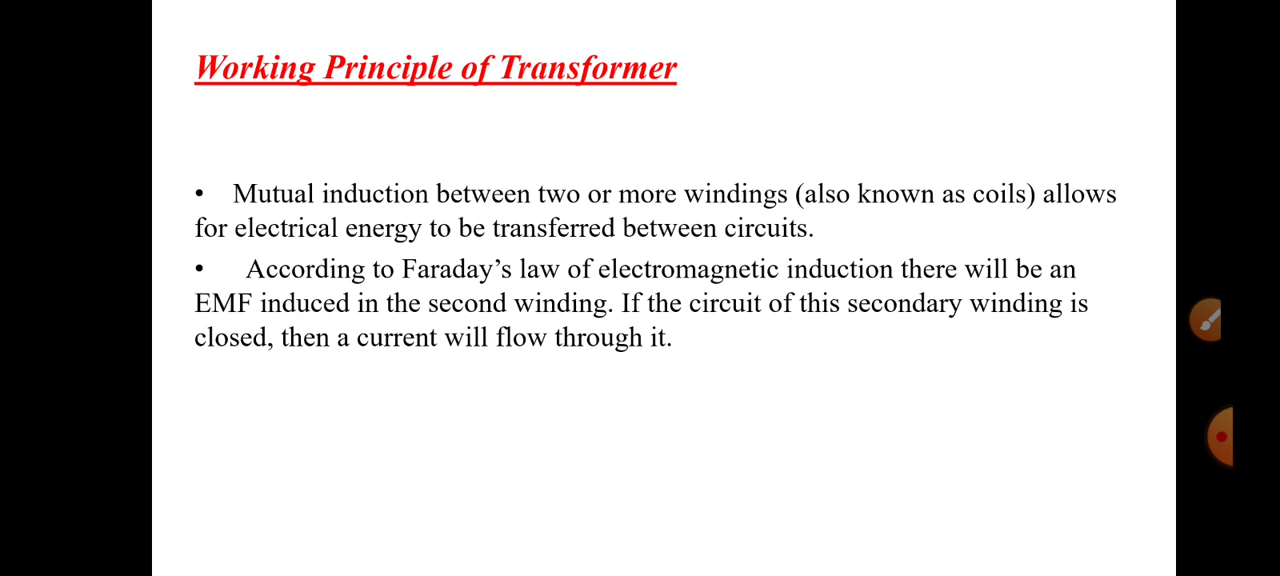 Working Principle of Transformer
• Mutual induction between two or more windings (also known as coils) allows
for electrical energy to be transferred between circuits.
• According to Faraday’s law of electromagnetic induction there will be an
EMF induced in the second winding. If the circuit of this secondary winding is
closed, then a current will flow through it.